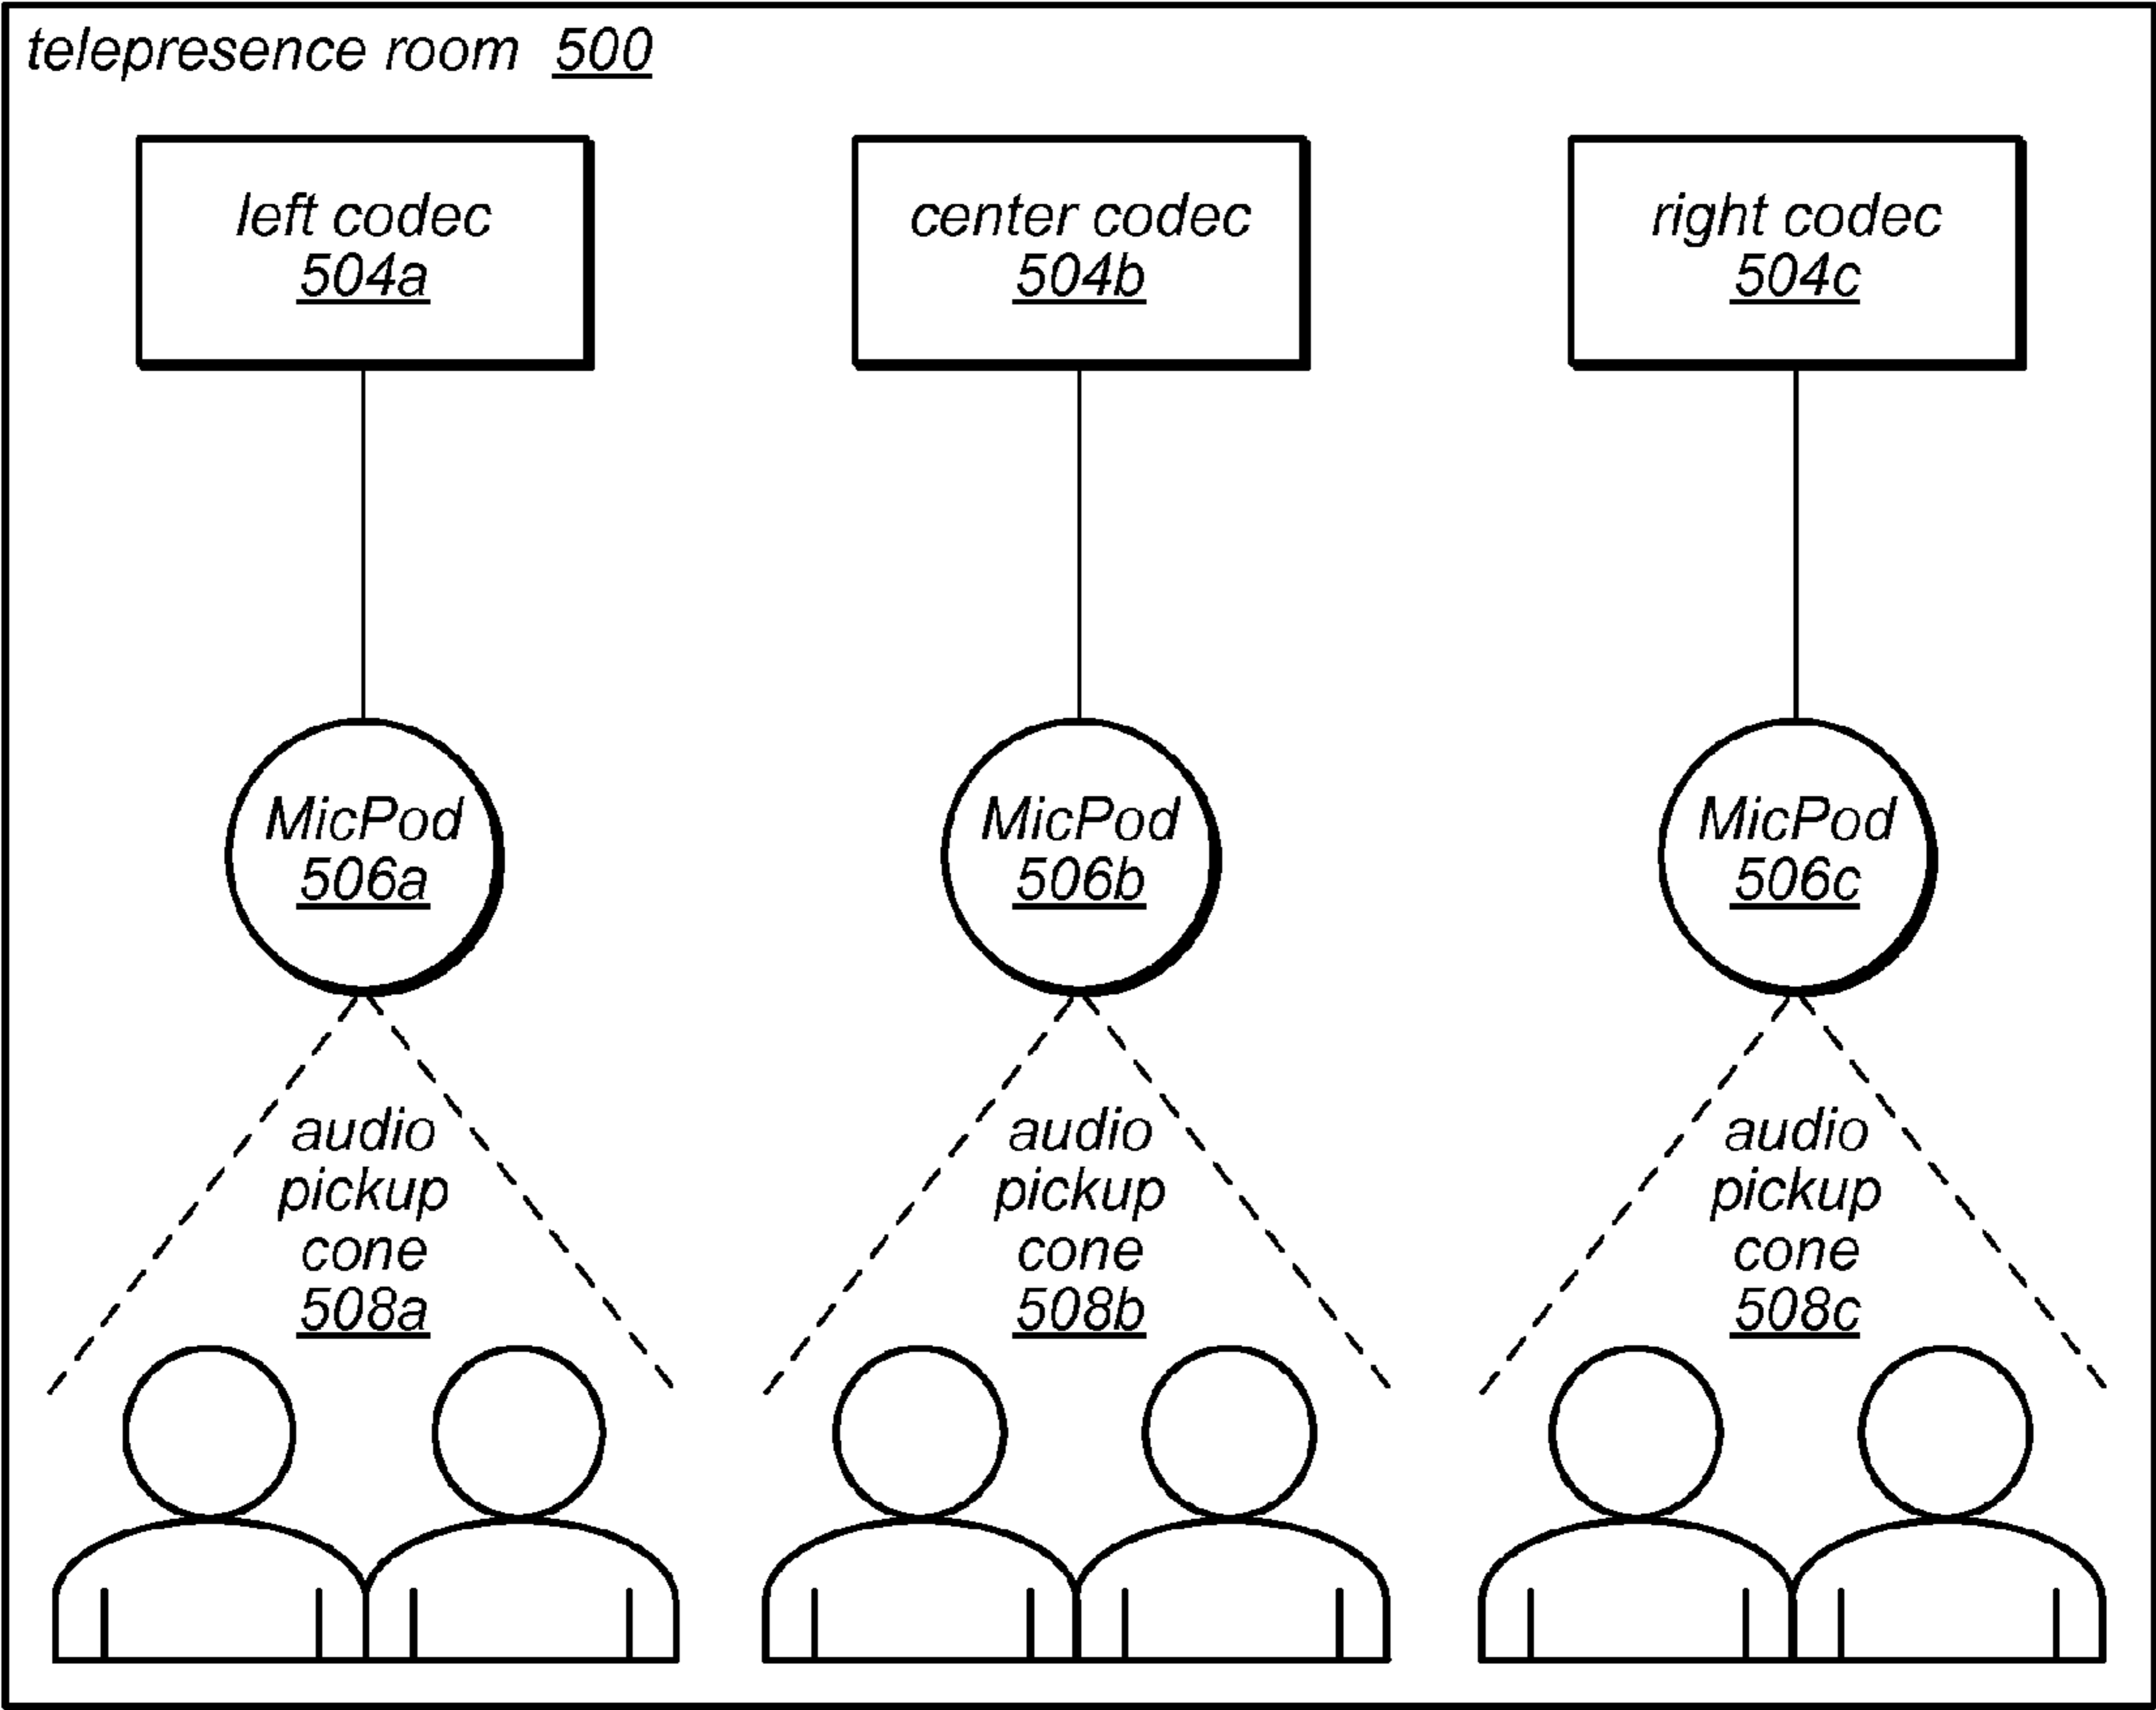 telepresence room 500
left codec
504a
center codec
504b
right codec
504c
MicPod
506a
MicPod
506b
MicPod
506c
audio
pickup
cone
508a
audio
pickup
cone
508b
audio
pickup
cone
508c